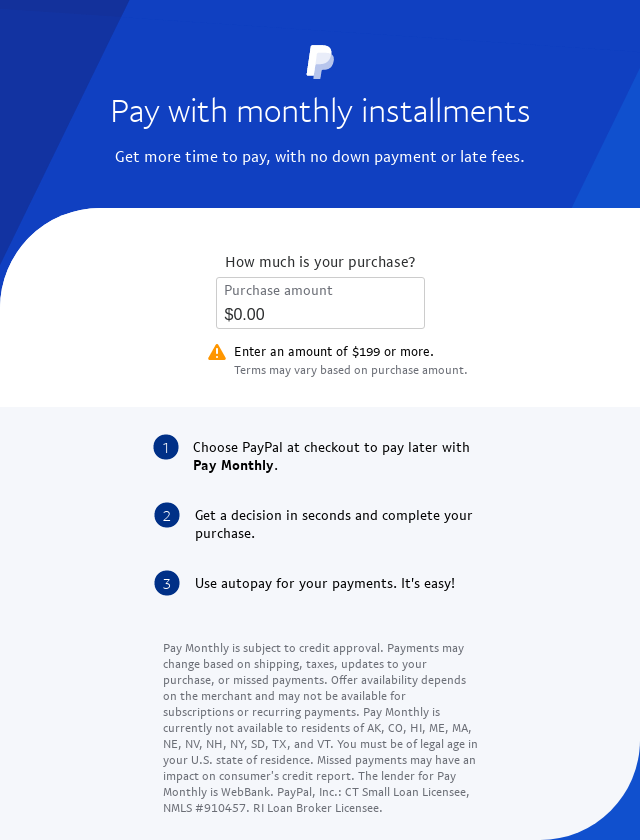 Pay with monthly installments
Get more time to pay, with no down payment or late fees.
How much is your purchase?
Purchase amount
$0.00
Enter an amount of $199 or more.
Terms may vary based on purchase amount.
1 Choose PayPal at checkout to pay later with
Pay Monthly.
2 Get a decision in seconds and complete your
purchase.
3 Use autopay for your payments. It's easy!
Pay Monthly is subject to credit approval. Payments may
change based on shipping, taxes, updates to your
purchase, or missed payments. Offer availability depends
on the merchant and may not be available for
subscriptions or recurring payments. Pay Monthly is
currently not available to residents of AK, CO, HI, ME, MA,
NE, NV, NH, NY, SD, TX, and VT. You must be of legal age in
your U.S. state of residence. Missed payments may have an
impact on consumer's credit report. The lender for Pay
Monthly is WebBank. PayPal, Inc.: CT Small Loan Licensee,
NMLS #910457. RI Loan Broker Licensee.